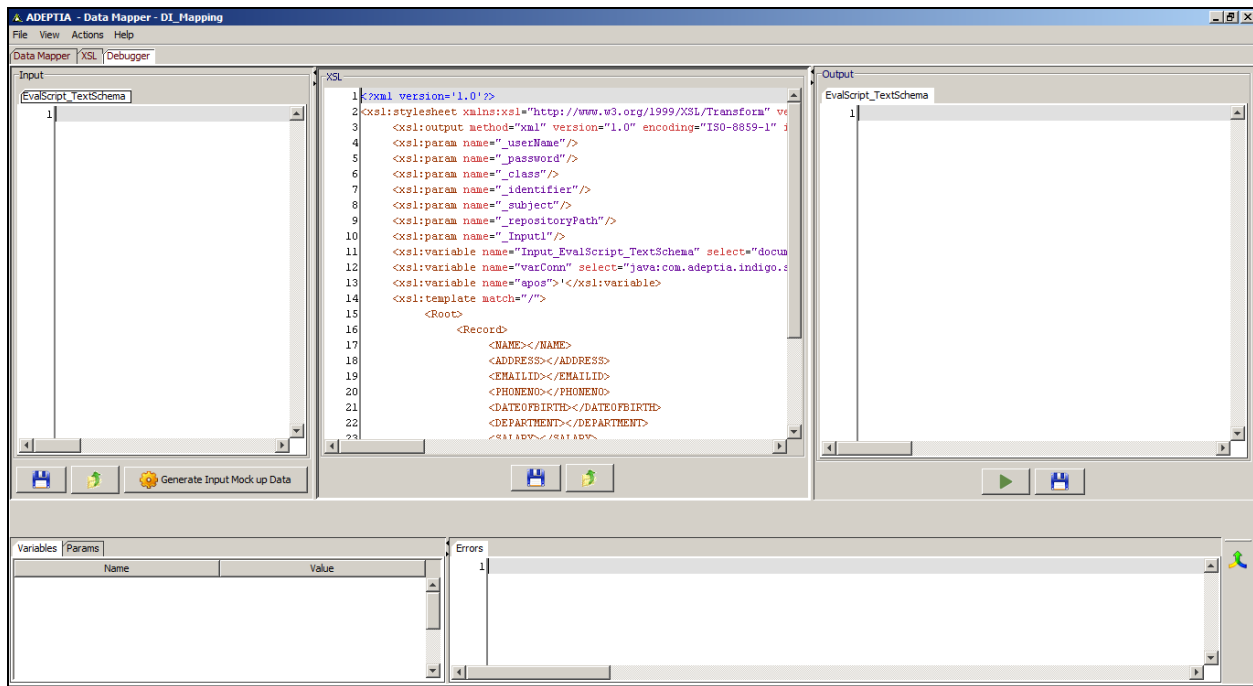 ADEPTIA - Data Mapper - DI_Mapping
File View Actions Help
Data Mapper XSL Debugger
Input
EvalScript_TextSchema
1
XSL
1 <?xml version='1.0'?>
2 <xsl:stylesheet xmlns:xsl="http://www.w3.org/1999/XSL/Transform" ve
3 <xsl:output method="xml" version="1.0" encoding="ISO-8859-1" i
4 <xsl:param name="_userName"/>
5 <xsl:param name="_password"/>
6 <xsl:param name="_class"/>
7 <xsl:param name="_identifier"/>
8 <xsl:param name="_subject"/>
9 <xsl:param name="_repositoryPath"/>
10 <xsl:param name="_Input1"/>
11 <xsl:variable name="Input_EvalScript_TextSchema" select="docum
12 <xsl:variable name="varConn" select="java:com.adeptia.indigo.s
13 <xsl:variable name="apos">'</xsl:variable>
14 <xsl:template match="/">
15 <Root>
16 <Record>
17 <NAME></NAME>
18 <ADDRESS></ADDRESS>
19 <EMAILID></EMAILID>
20 <PHONENO></PHONENO>
21 <DATEOFBIRTH></DATEOFBIRTH>
22 <DEPARTMENT></DEPARTMENT>
23 <SALARY></SALARY>
Output
EvalScript_TextSchema
1
Generate Input Mock up Data
Variables Params
Name Value
Errors
1